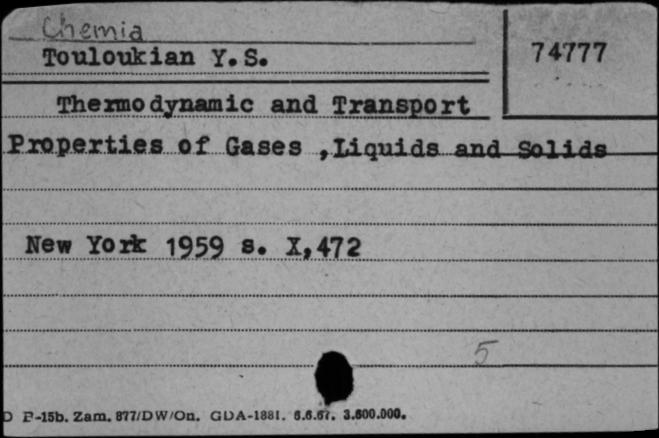 Chemia
Touloukian Y.S.
74777
Thermodynamic and Transport
Properties of Gases ,Liquids and Solids
New York 1959 s. X,472
5
D P-15b. Zam. 877/DW/On. GDA-1881. 6.6.67. 3.600.000.